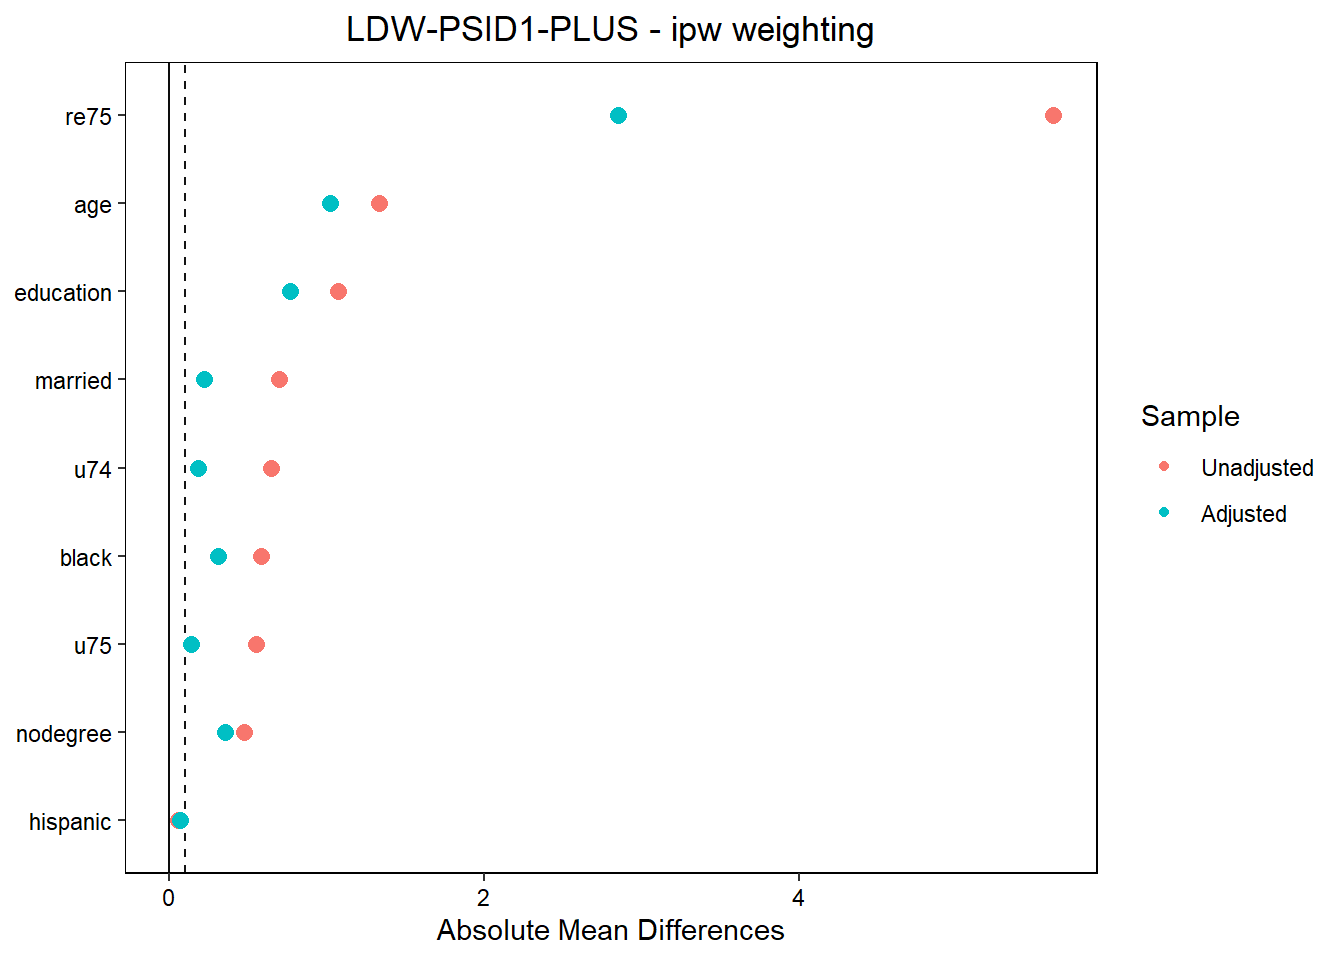 LDW-PSID1-PLUS - ipw weighting
re75
age
education
married
u74
black
u75
nodegree
hispanic
0 2 4
Absolute Mean Differences
Sample
Unadjusted
Adjusted